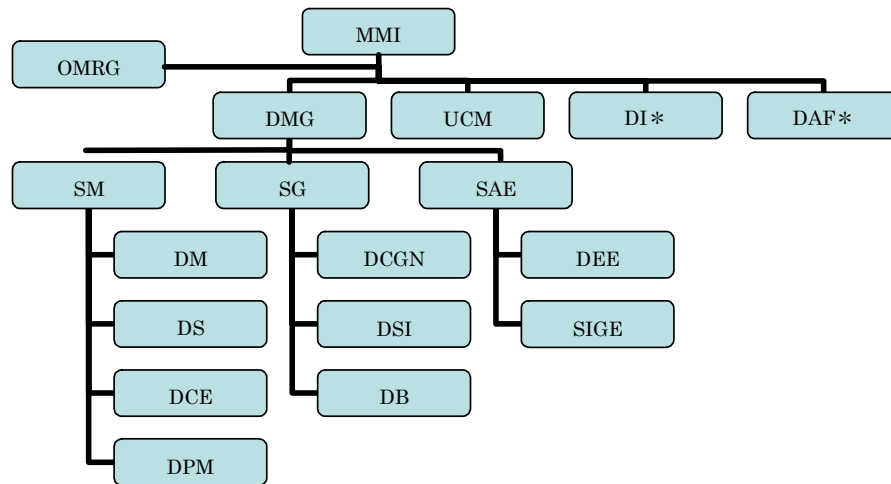 MMI
OMRG
DMG UCM DI＊ DAF＊
SM SG SAE
DM DCGN DEE
DS DSI SIGE
DCE DB
DPM